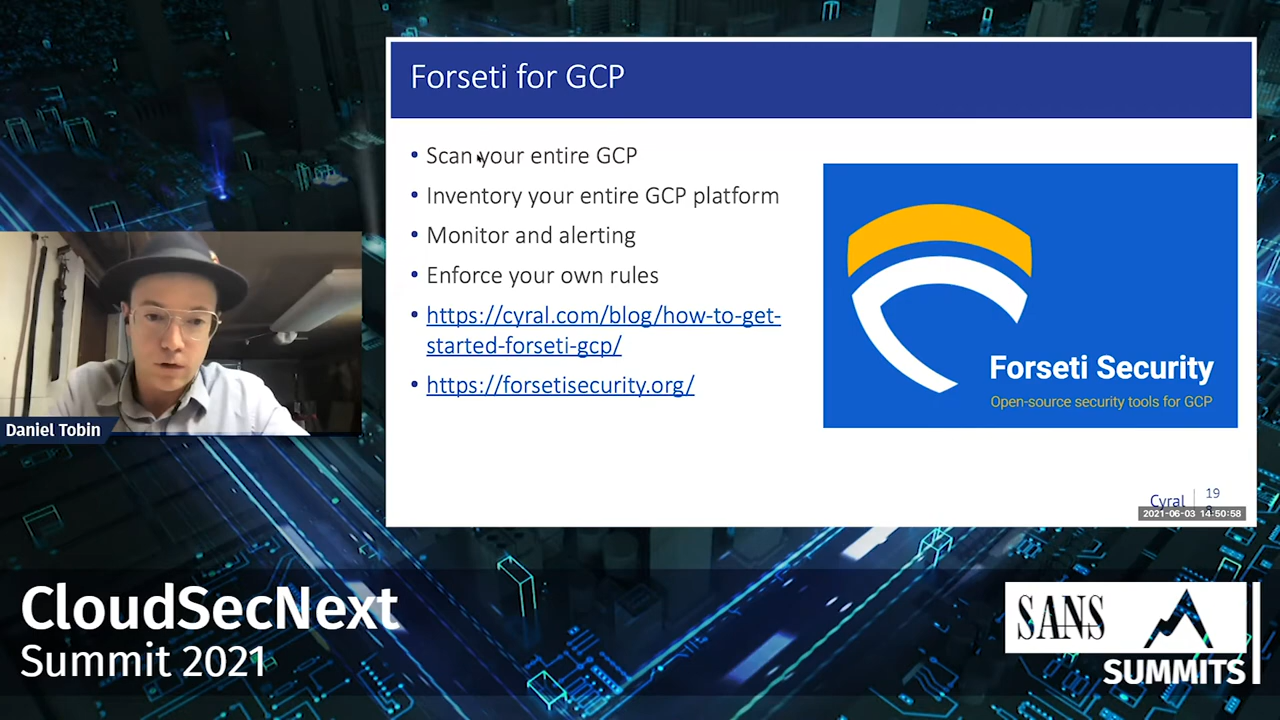 Forseti for GCP
• Scan your entire GCP
• Inventory your entire GCP platform
• Monitor and alerting
• Enforce your own rules
• https://cyral.com/blog/how-to-get-
started-forseti-gcp/
• https://forsetisecurity.org/
Forseti Security
Open-source security tools for GCP
Cyral
19
2021-06-03 14:50:58
Daniel Tobin
CloudSecNext
Summit 2021
SANS
SUMMITS